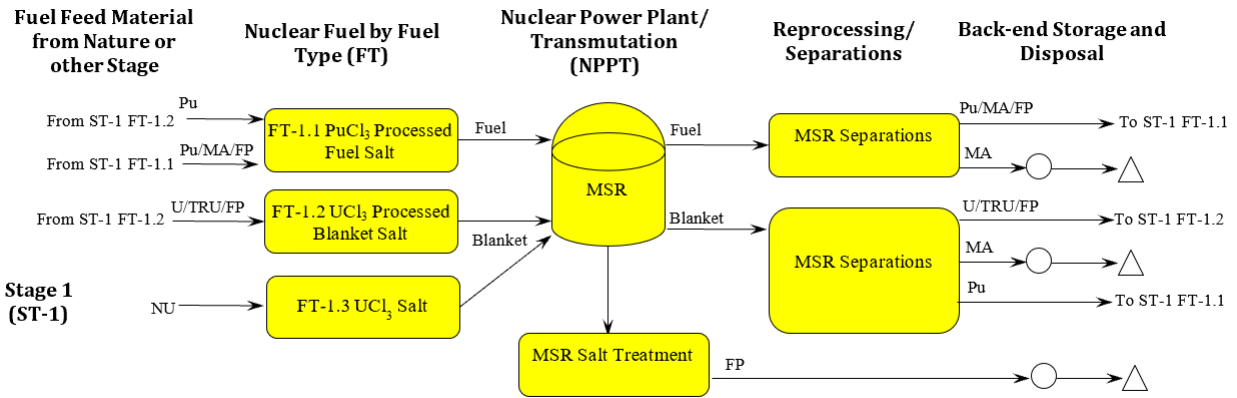 Fuel Feed Material
from Nature or
other Stage
Nuclear Fuel by Fuel
Type (FT)
Nuclear Power Plant/
Transmutation
(NPPT)
Reprocessing/
Separations
Back-end Storage and
Disposal
From ST-1 FT-1.2
Pu
From ST-1 FT-1.1
Pu/MA/FP
FT-1.1 PuCl₃ Processed
Fuel Salt
Fuel
MSR
Fuel
MSR Separations
Pu/MA/FP
To ST-1 FT-1.1
MA
From ST-1 FT-1.2
U/TRU/FP
FT-1.2 UCl₃ Processed
Blanket Salt
Blanket
Blanket
MSR Separations
U/TRU/FP
To ST-1 FT-1.2
MA
Pu
To ST-1 FT-1.1
Stage 1
(ST-1)
NU
FT-1.3 UCl₃ Salt
MSR Salt Treatment
FP